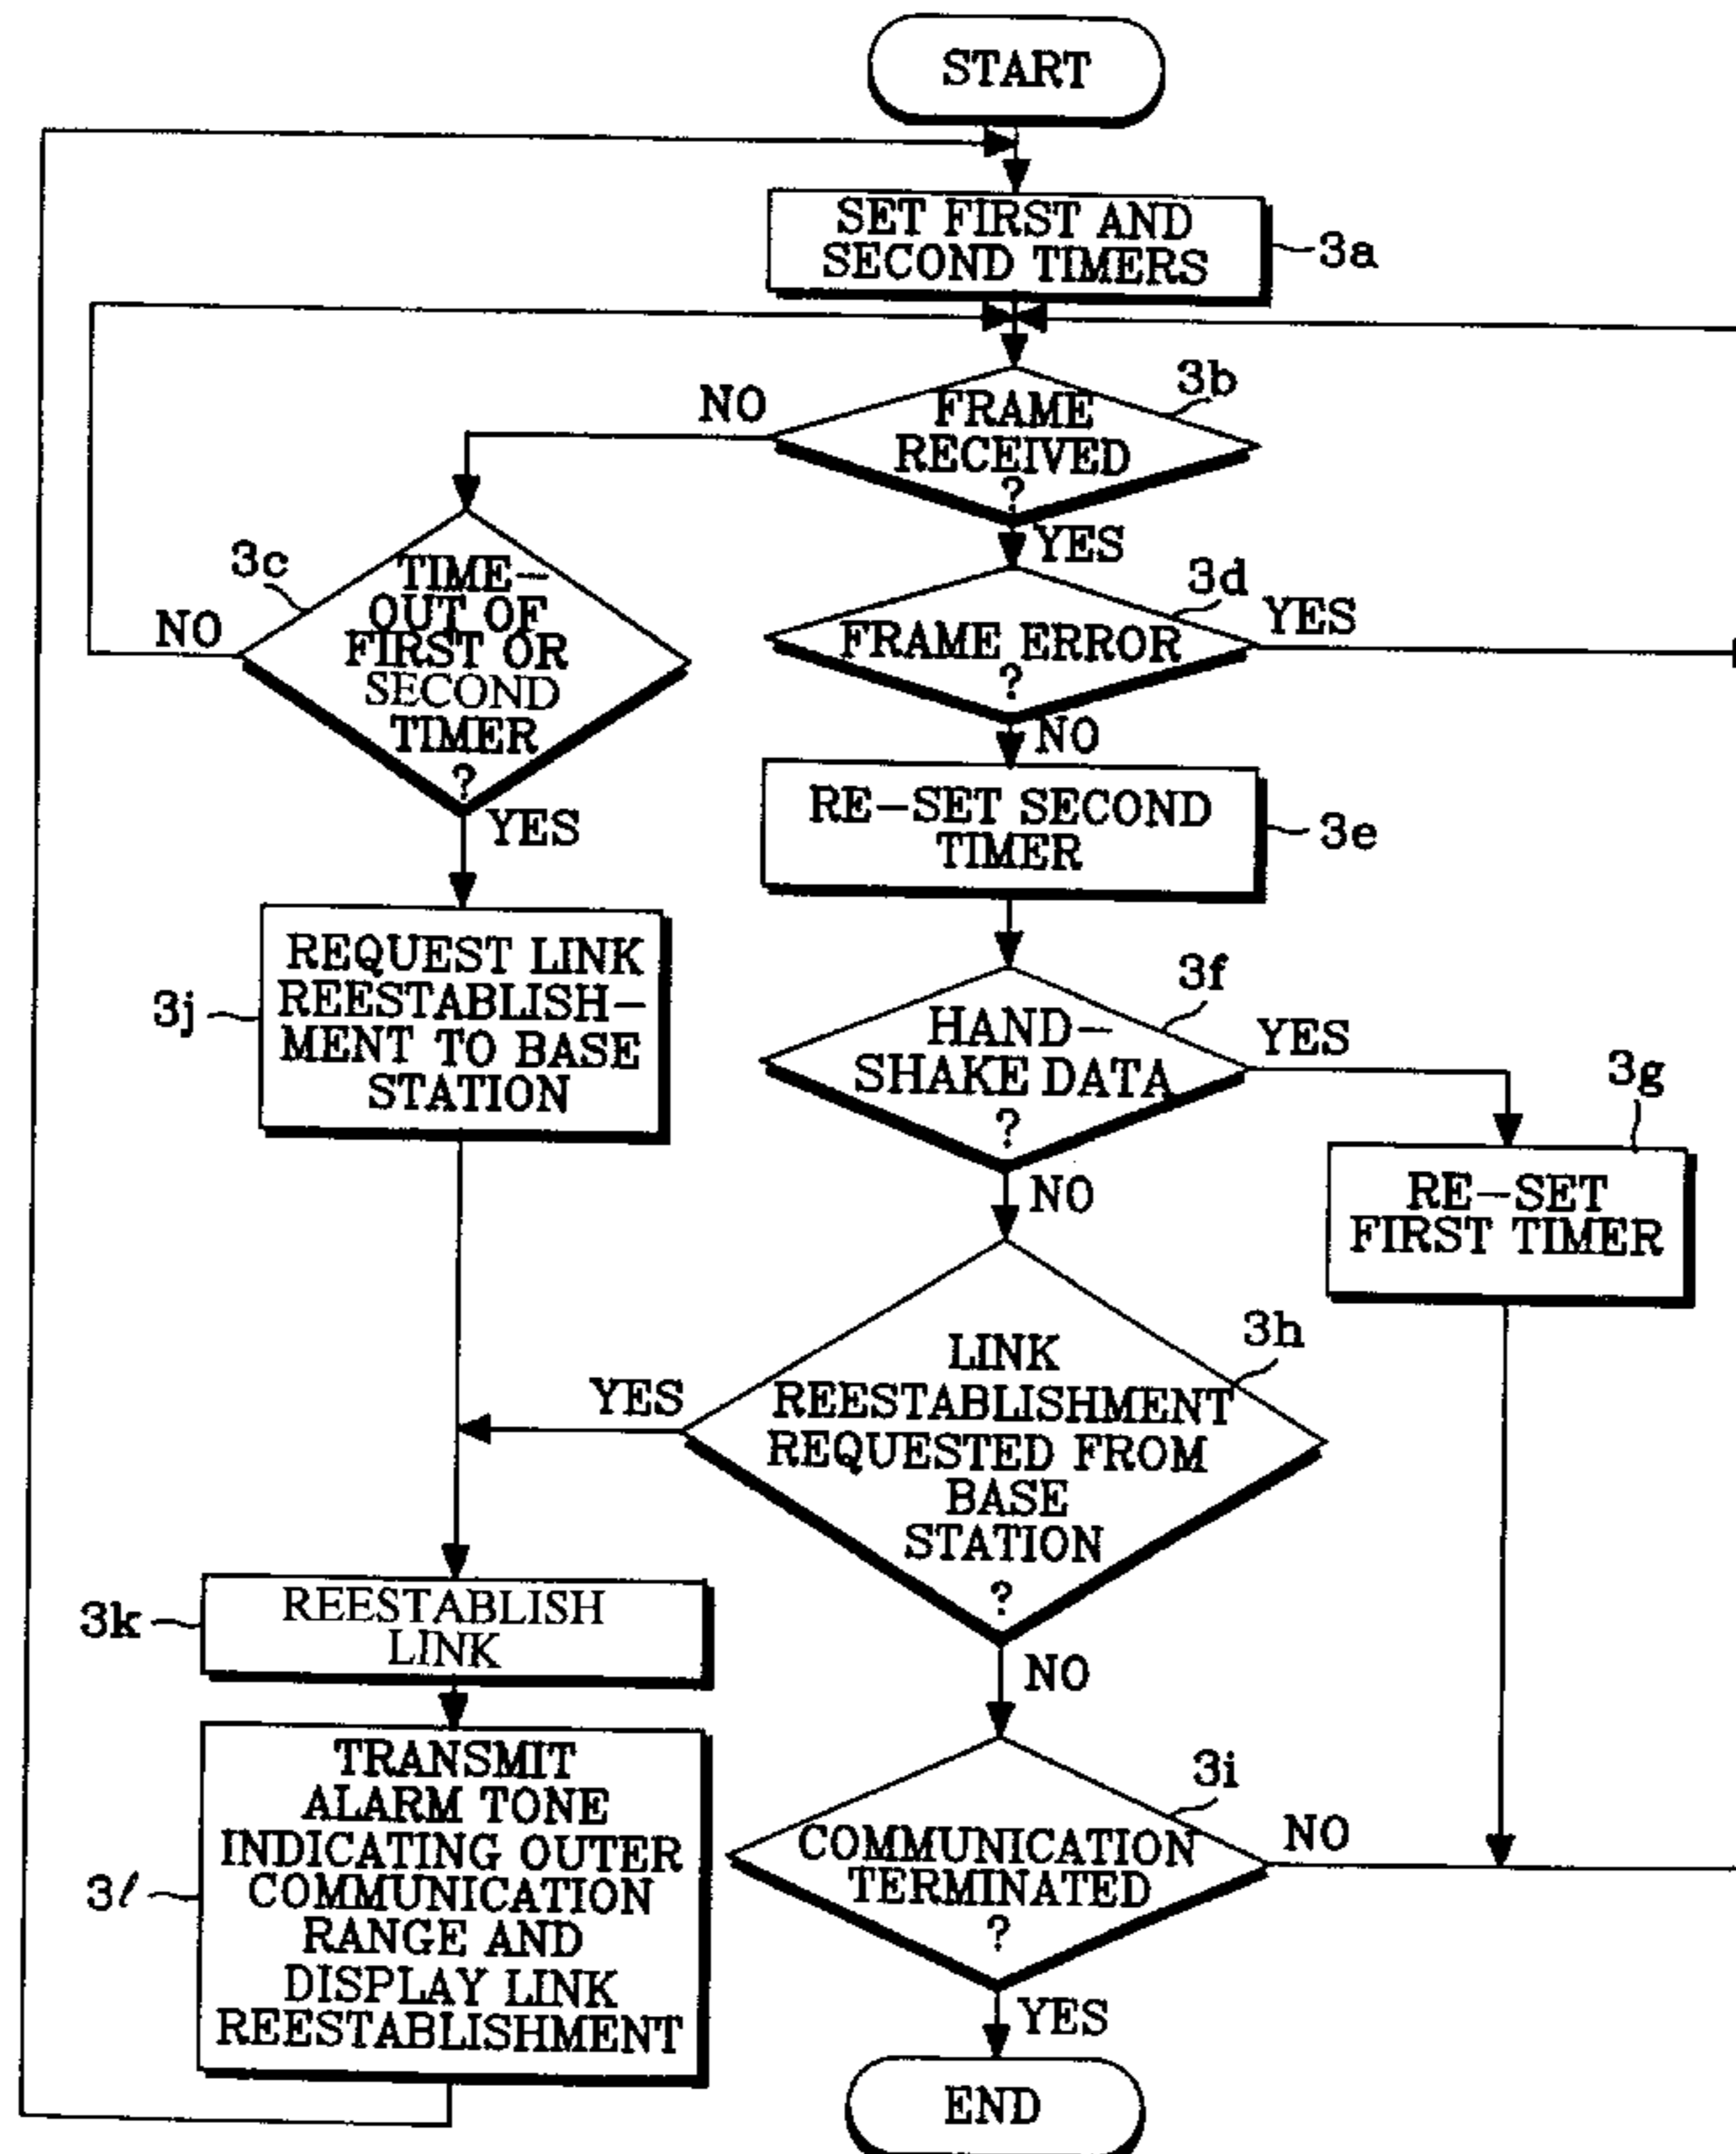 START
SET FIRST AND
SECOND TIMERS
3a
3b
NO
FRAME
RECEIVED
?
YES
3c
TIME-
OUT OF
FIRST OR
SECOND
TIMER
?
NO
YES
3d
YES
FRAME ERROR
?
NO
RE-SET SECOND
TIMER
3e
3j
REQUEST LINK
REESTABLISH-
MENT TO BASE
STATION
3f
HAND-
SHAKE DATA
?
YES
NO
3g
RE-SET
FIRST TIMER
3h
LINK
REESTABLISHMENT
REQUESTED FROM
BASE
STATION
?
YES
NO
3k
REESTABLISH
LINK
3ℓ
TRANSMIT
ALARM TONE
INDICATING OUTER
COMMUNICATION
RANGE AND
DISPLAY LINK
REESTABLISHMENT
3i
COMMUNICATION
TERMINATED
?
NO
YES
END